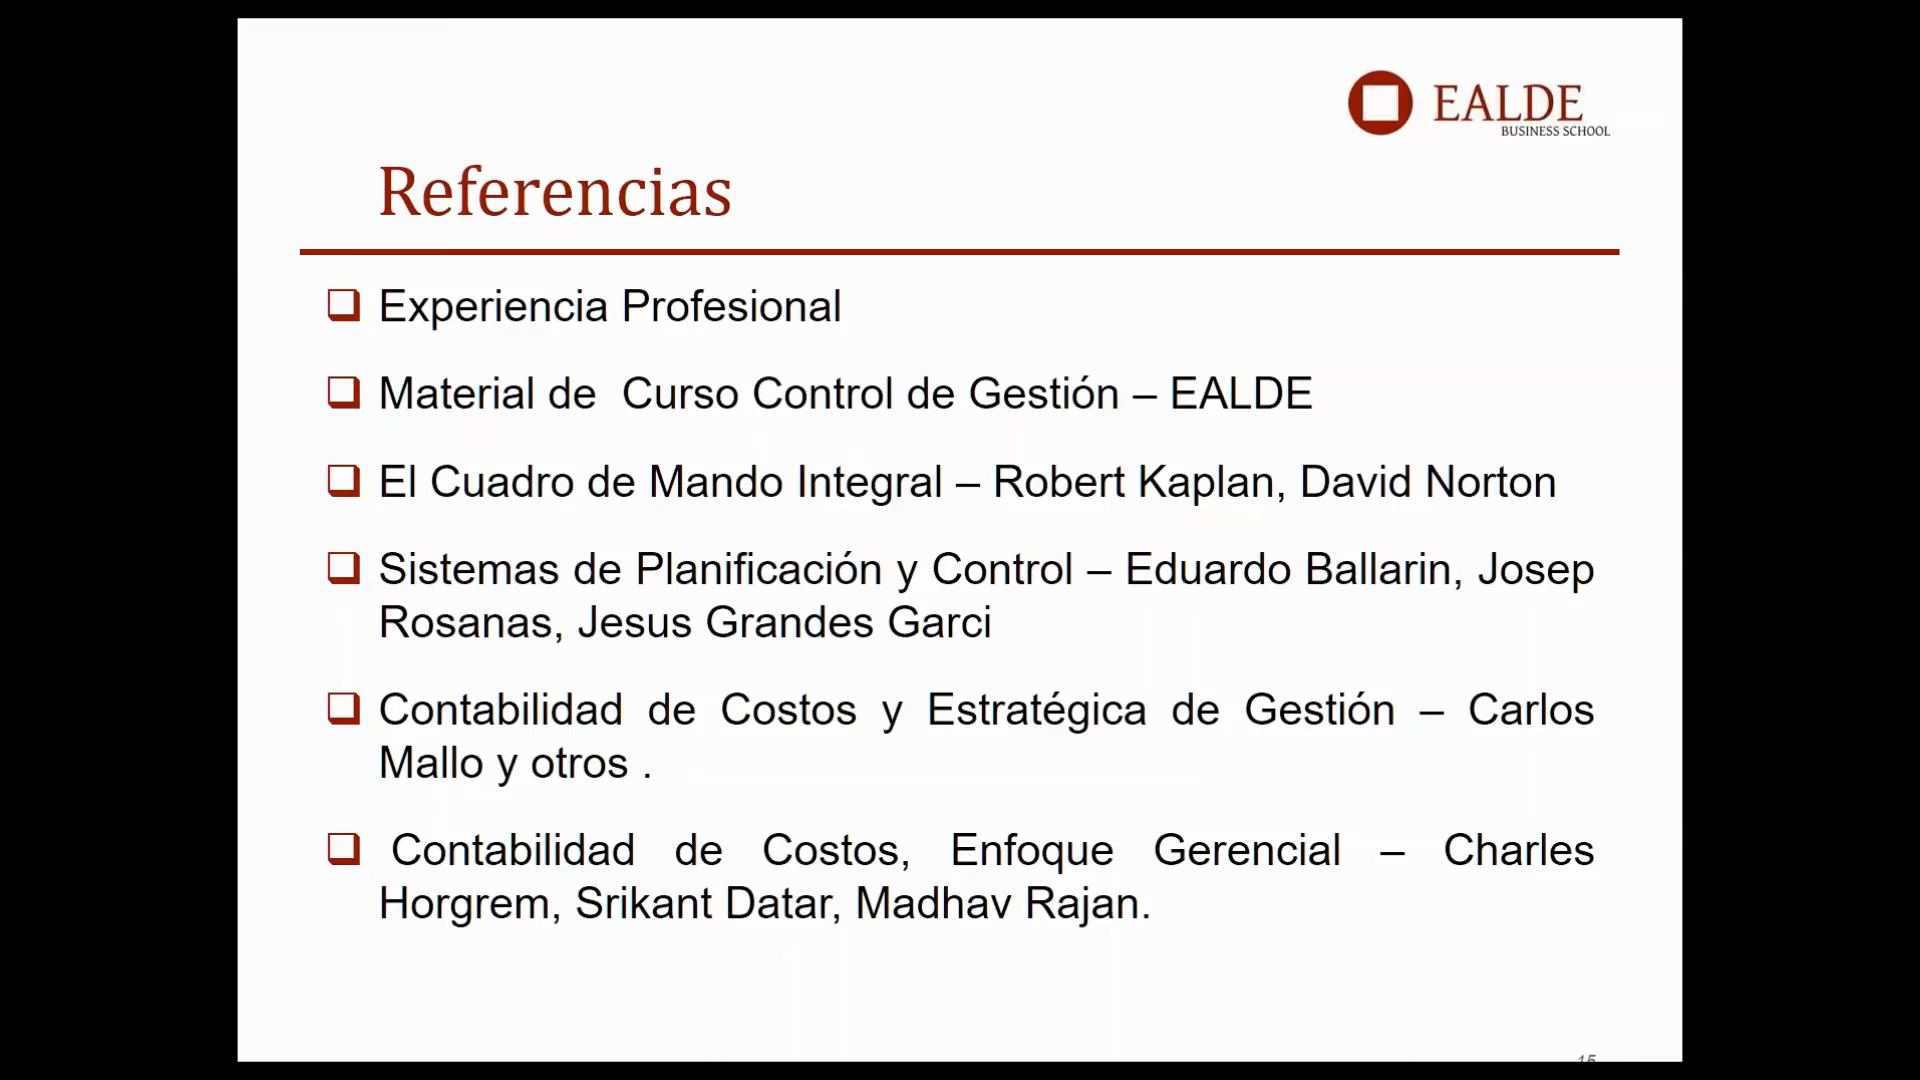 EALDE
BUSINESS SCHOOL
Referencias
Experiencia Profesional
Material de  Curso Control de Gestión – EALDE
El Cuadro de Mando Integral – Robert Kaplan, David Norton
Sistemas de Planificación y Control – Eduardo Ballarin, Josep
Rosanas, Jesus Grandes Garci
Contabilidad de Costos y Estratégica de Gestión – Carlos
Mallo y otros .
Contabilidad de Costos, Enfoque Gerencial – Charles
Horgrem, Srikant Datar, Madhav Rajan.
15